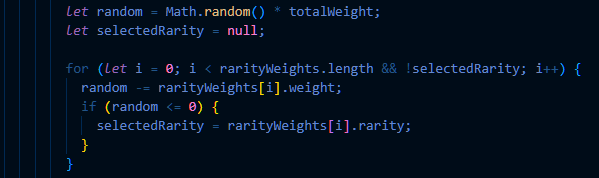 let random = Math.random() * totalWeight;
let selectedRarity = null;
for (let i = 0; i < rarityWeights.length && !selectedRarity; i++) {
random -= rarityWeights[i].weight;
if (random <= 0) {
selectedRarity = rarityWeights[i].rarity;
}
}